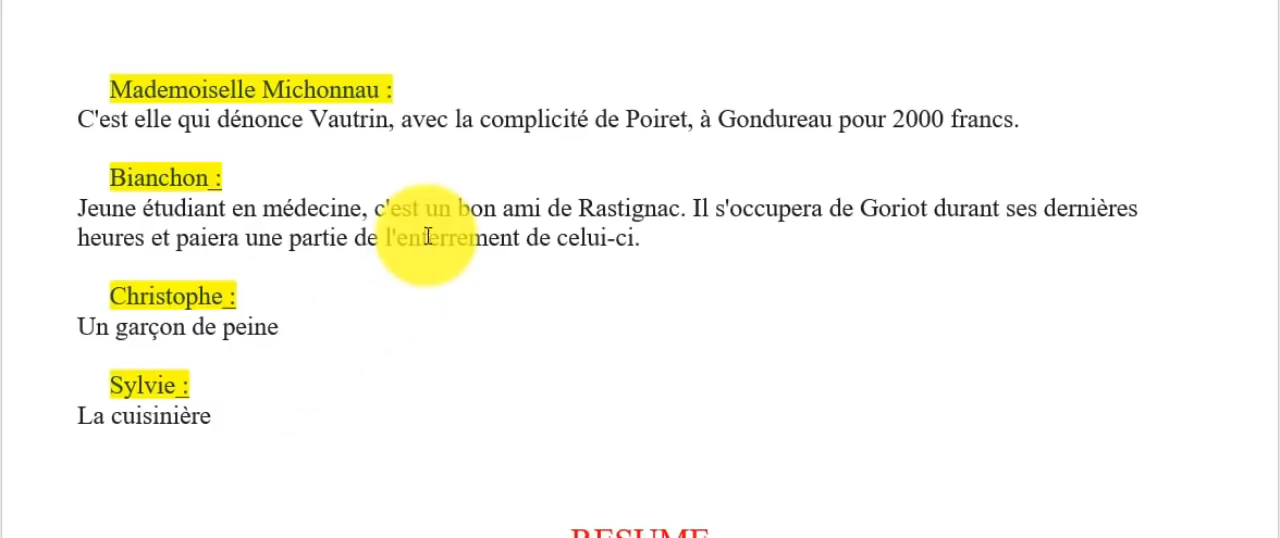 Mademoiselle Michonnau :
C'est elle qui dénonce Vautrin, avec la complicité de Poiret, à Gondureau pour 2000 francs.
Bianchon :
Jeune étudiant en médecine, c'est un bon ami de Rastignac. Il s'occupera de Goriot durant ses dernières
heures et paiera une partie de l'enterrement de celui-ci.
Christophe :
Un garçon de peine
Sylvie :
La cuisinière
RESUME